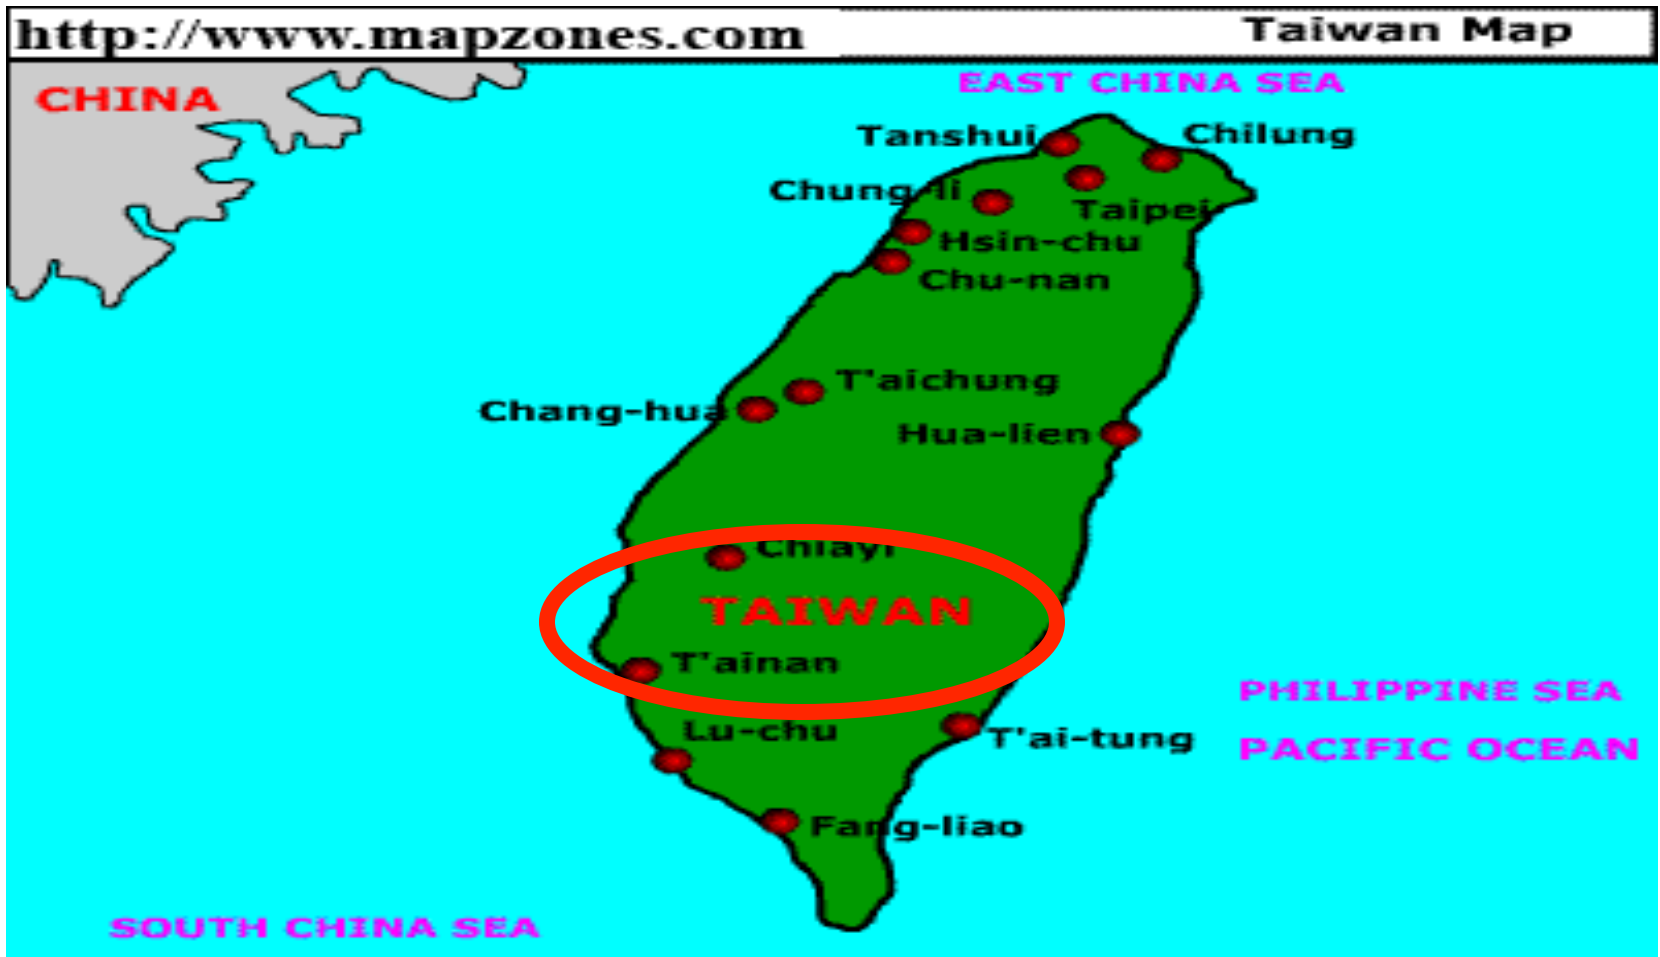 http://www.mapzones.com
Taiwan Map
CHINA
EAST CHINA SEA
Tanshui
Chilung
Chung-li
Taipei
Hsin-chu
Chu-nan
T'aichung
Chang-hua
Hua-lien
Chiayi
TAIWAN
T'ainan
PHILIPPINE SEA
Lu-chu
T'ai-tung
PACIFIC OCEAN
Fang-liao
SOUTH CHINA SEA